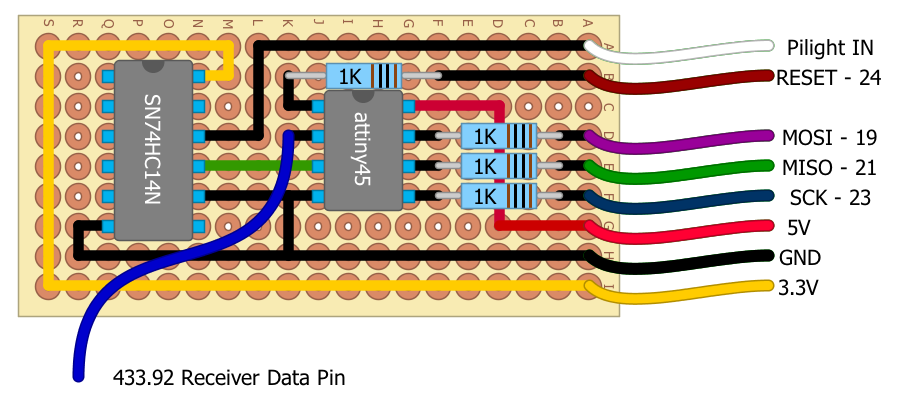 S R Q P O N M L K J I H G F E D C B A
A
Pilight IN
B
1K
RESET - 24
C
SN74HC14N
attiny45
D
1K
MOSI - 19
E
1K
MISO - 21
F
1K
SCK - 23
G
5V
H
GND
I
3.3V
433.92 Receiver Data Pin